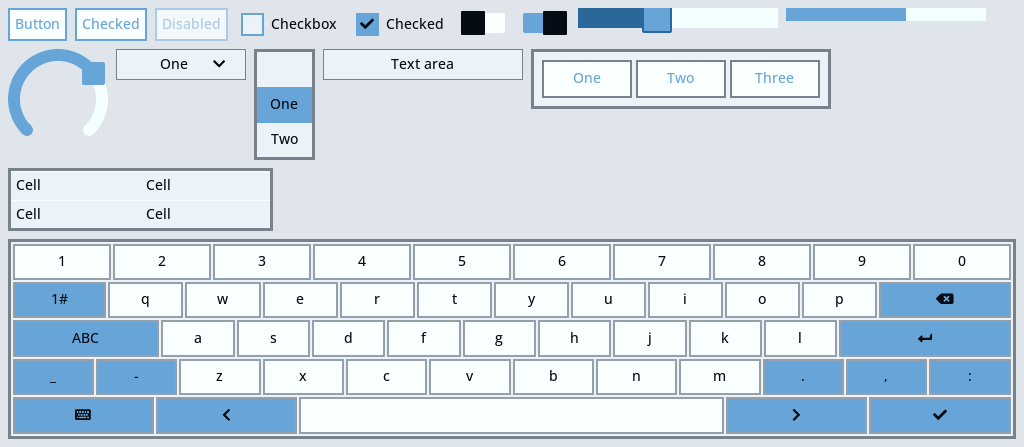 Button Checked Disabled Checkbox Checked
One One Two Text area One Two Three
Cell Cell
Cell Cell
1 2 3 4 5 6 7 8 9 0
1# q w e r t y u i o p
ABC a s d f g h j k l
_ - z x c v b n m . , :